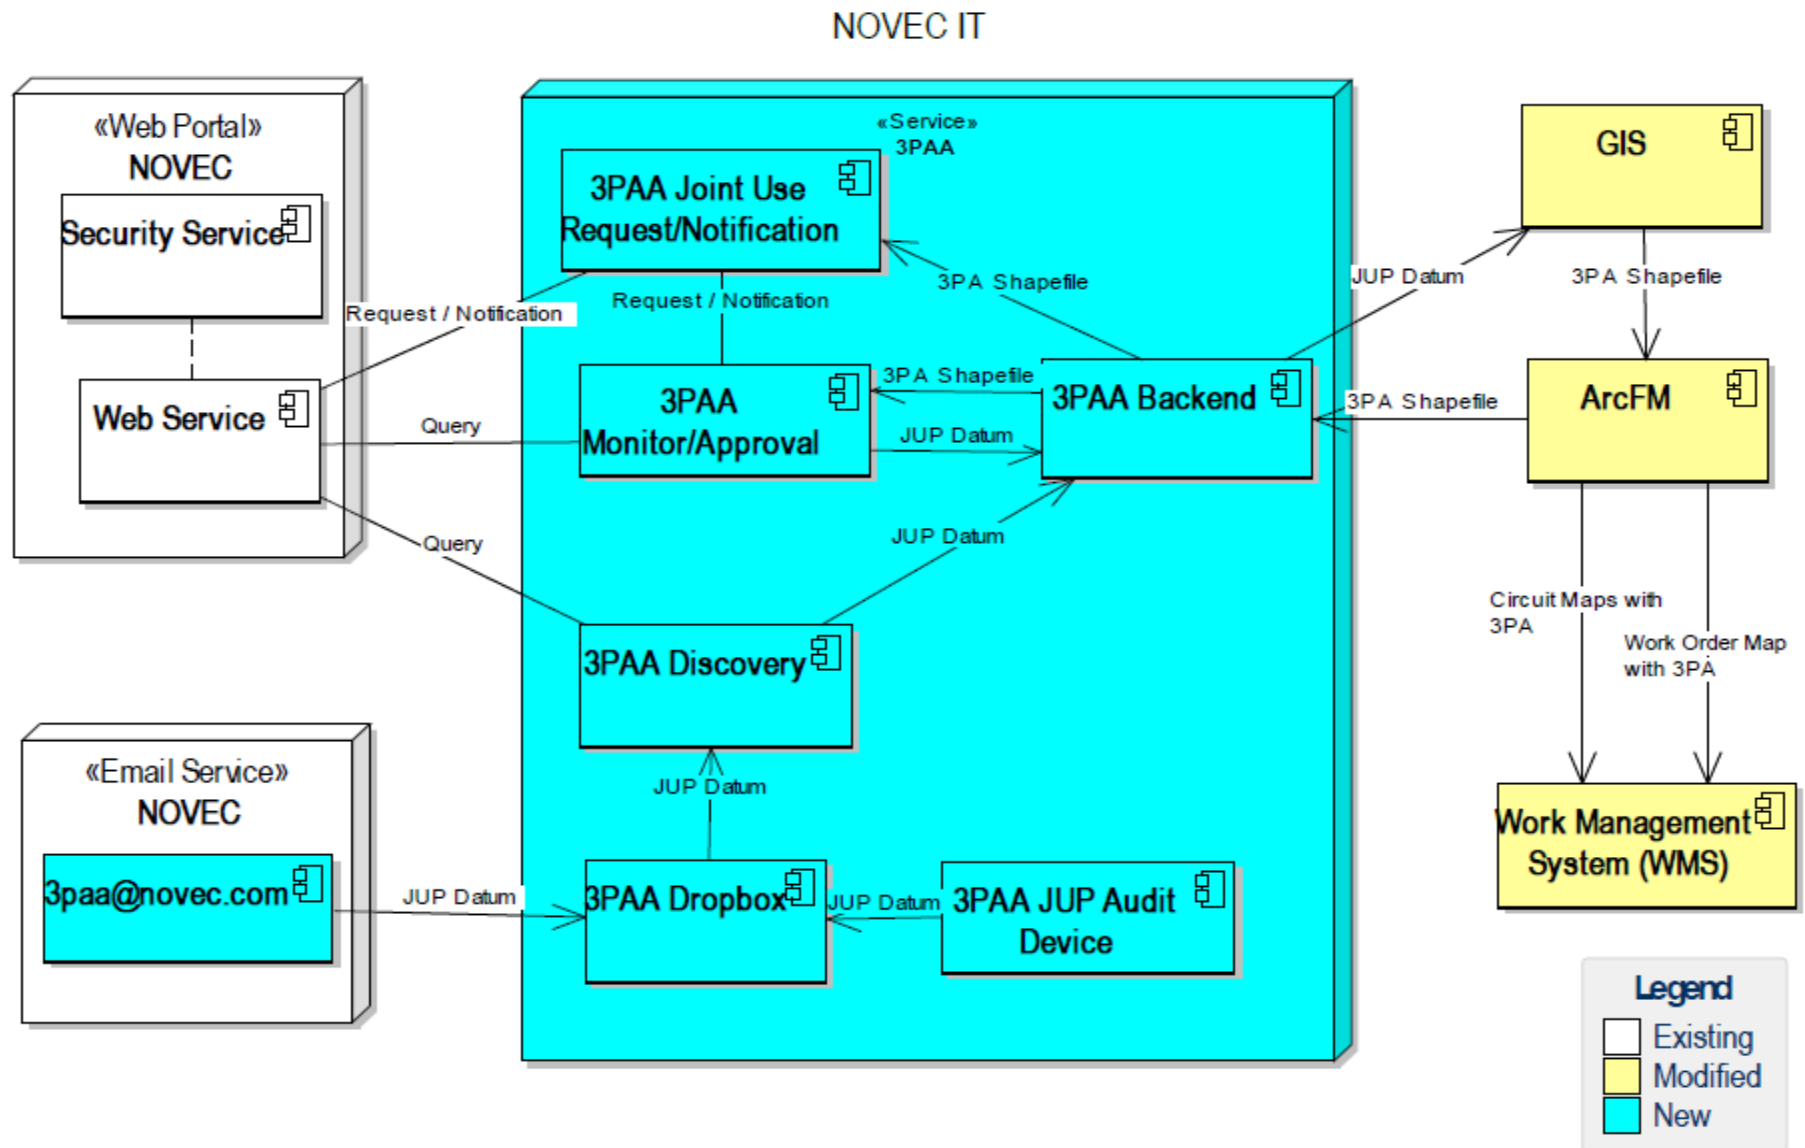 NOVEC IT
«Web Portal»
NOVEC
Security Service
Web Service
«Service»
3PAA
3PAA Joint Use
Request/Notification
Request / Notification
Request / Notification
3PA Shapefile
3PAA
Monitor/Approval
Query
3PA Shapefile
JUP Datum
3PAA Backend
JUP Datum
GIS
3PA Shapefile
3PA Shapefile
ArcFM
Query
JUP Datum
3PAA Discovery
Circuit Maps with
3PA
Work Order Map
with 3PA
JUP Datum
«Email Service»
NOVEC
3paa@novec.com
JUP Datum
3PAA Dropbox
JUP Datum
3PAA JUP Audit
Device
Work Management
System (WMS)
Legend
Existing
Modified
New